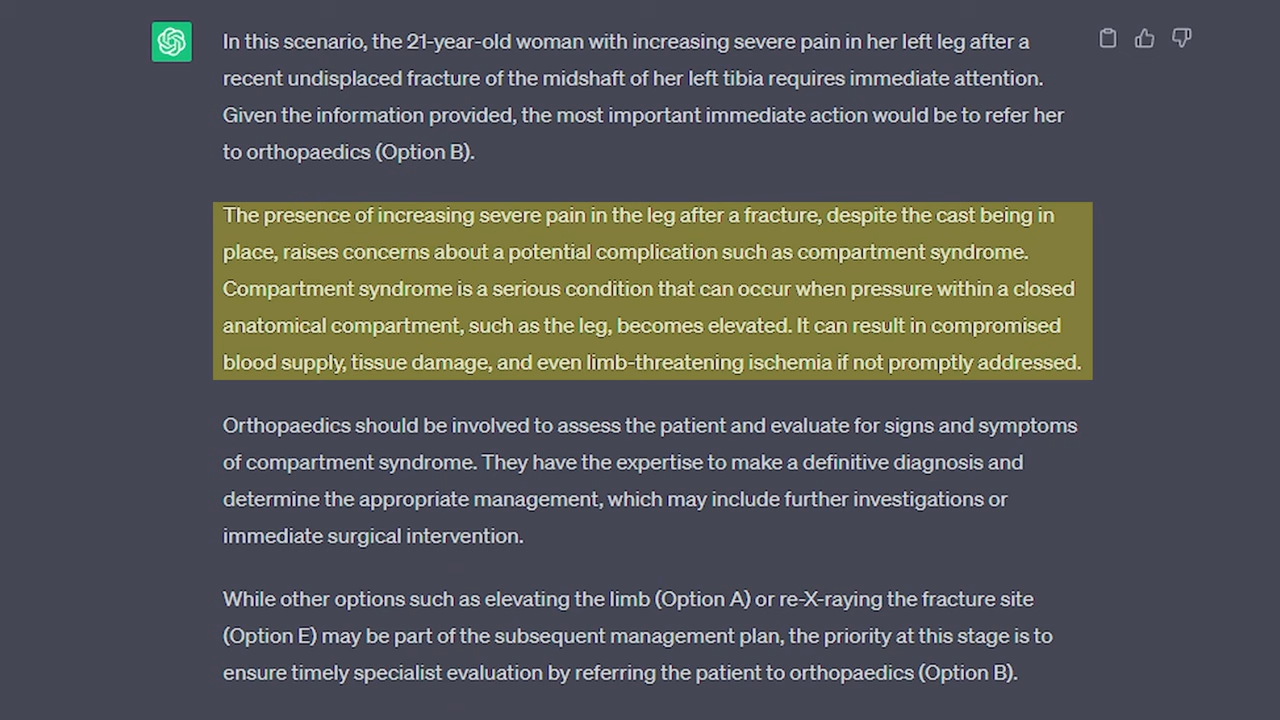 In this scenario, the 21-year-old woman with increasing severe pain in her left leg after a
recent undisplaced fracture of the midshaft of her left tibia requires immediate attention.
Given the information provided, the most important immediate action would be to refer her
to orthopaedics (Option B).
The presence of increasing severe pain in the leg after a fracture, despite the cast being in
place, raises concerns about a potential complication such as compartment syndrome.
Compartment syndrome is a serious condition that can occur when pressure within a closed
anatomical compartment, such as the leg, becomes elevated. It can result in compromised
blood supply, tissue damage, and even limb-threatening ischemia if not promptly addressed.
Orthopaedics should be involved to assess the patient and evaluate for signs and symptoms
of compartment syndrome. They have the expertise to make a definitive diagnosis and
determine the appropriate management, which may include further investigations or
immediate surgical intervention.
While other options such as elevating the limb (Option A) or re-X-raying the fracture site
(Option E) may be part of the subsequent management plan, the priority at this stage is to
ensure timely specialist evaluation by referring the patient to orthopaedics (Option B).